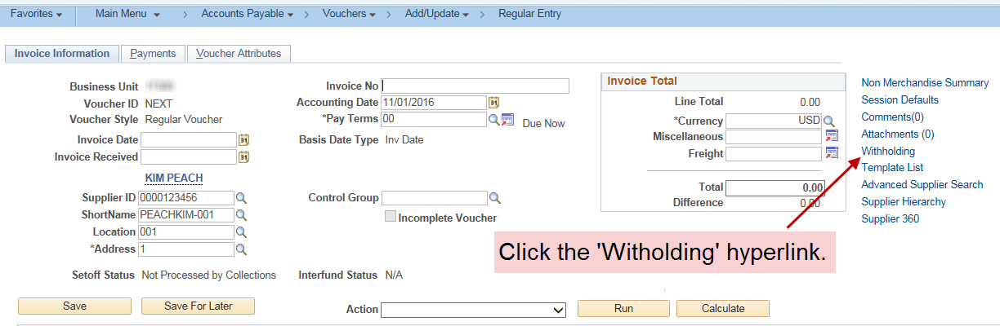 Favorites Main Menu > Accounts Payable > Vouchers > Add/Update > Regular Entry
Invoice Information Payments Voucher Attributes
Business Unit
Voucher ID NEXT
Voucher Style Regular Voucher
Invoice Date
Invoice Received
KIM PEACH
Supplier ID 0000123456
ShortName PEACHKIM-001
Location 001
*Address 1
Invoice No
Accounting Date 11/01/2016
*Pay Terms 00 Due Now
Basis Date Type Inv Date
Control Group
Incomplete Voucher
Invoice Total
Line Total 0.00
*Currency USD
Miscellaneous
Freight
Total 0.00
Difference 0.00
Non Merchandise Summary
Session Defaults
Comments(0)
Attachments (0)
Withholding
Template List
Advanced Supplier Search
Supplier Hierarchy
Supplier 360
Click the 'Witholding' hyperlink.
Setoff Status Not Processed by Collections Interfund Status N/A
Save Save For Later Action Run Calculate